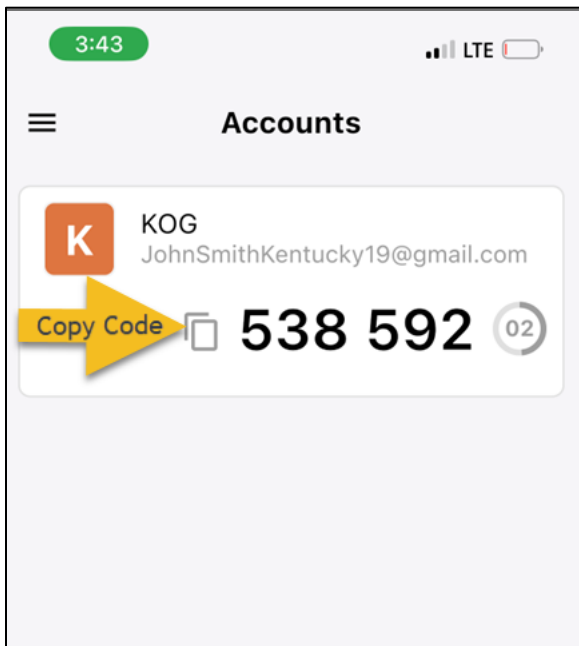 3:43 LTE
Accounts
K
KOG
JohnSmithKentucky19@gmail.com
Copy Code 538 592 02